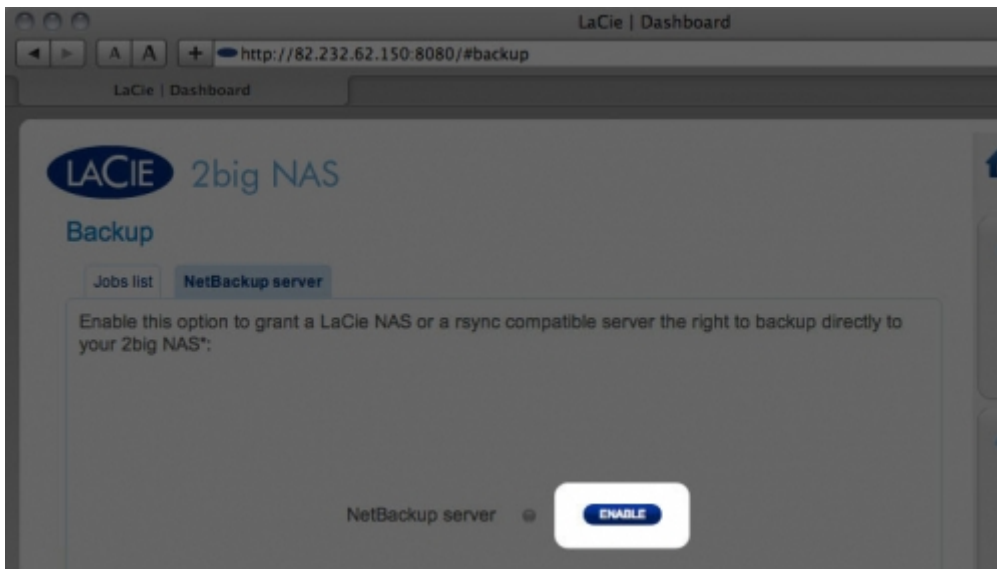 LaCie | Dashboard
A A + http://82.232.62.150:8080/#backup
LaCie | Dashboard
LACIE 2big NAS
Backup
Jobs list NetBackup server
Enable this option to grant a LaCie NAS or a rsync compatible server the right to backup directly to
your 2big NAS*:
NetBackup server ENABLE